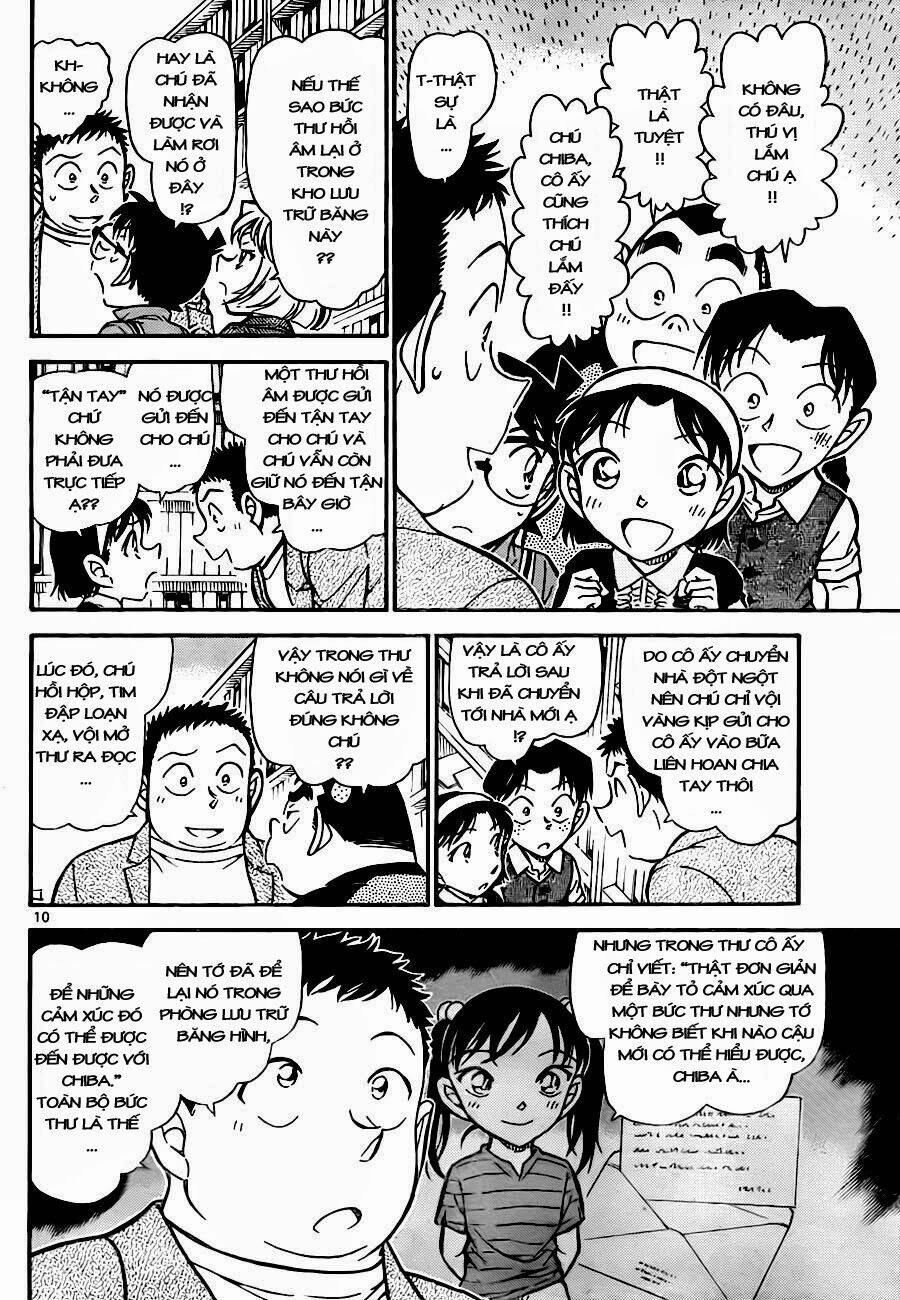 KHÔNG
CÓ ĐÂU,
THÚ VỊ
LẮM
CHÚ Ạ
!!
THẬT
LÀ
TUYỆT
!!
CHÚ
CHIBA,
CÔ ẤY
CŨNG
THÍCH
CHÚ
LẮM
ĐẤY
!!
T-THẬT
SỰ
LÀ
...
NẾU THẾ
SAO BỨC
THƯ HỒI
ÂM LẠI Ở
TRONG
KHO LƯU
TRỮ BĂNG
NÀY
??
HAY LÀ
CHÚ ĐÃ
NHẬN
ĐƯỢC VÀ
LÀM RƠI
NÓ Ở
ĐÂY
!?
KH-
KHÔNG
...
MỘT THƯ HỒI
ÂM ĐƯỢC GỬI
ĐẾN TẬN TAY
CHO CHÚ VÀ
CHÚ VẪN CÒN
GIỮ NÓ ĐẾN TẬN
BÂY GIỜ
...
NÓ ĐƯỢC
GỬI ĐẾN
CHO CHÚ
...
“TẬN TAY”
CHỨ
KHÔNG
PHẢI ĐƯA
TRỰC TIẾP
Ạ??
DO CÔ ẤY CHUYỂN
NHÀ ĐỘT NGỘT
NÊN CHÚ CHỈ VỘI
VÀNG KỊP GỬI CHO
CÔ ẤY VÀO BỮA
LIÊN HOAN CHIA
TAY THÔI
...
VẬY LÀ CÔ ẤY
TRẢ LỜI SAU
KHI ĐÃ CHUYỂN
TỚI NHÀ MỚI Ạ
!?
VẬY TRONG THƯ
KHÔNG NÓI GÌ VỀ
CÂU TRẢ LỜI
ĐÚNG KHÔNG
CHÚ
??
LÚC ĐÓ, CHÚ
HỒI HỘP, TIM
ĐẬP LOẠN
XẠ, VỘI MỞ
THƯ RA ĐỌC
...
10
NHƯNG TRONG THƯ CÔ ẤY
CHỈ VIẾT: “THẬT ĐƠN GIẢN
ĐỂ BÀY TỎ CẢM XÚC QUA
MỘT BỨC THƯ NHƯNG TỚ
KHÔNG BIẾT KHI NÀO CẬU
MỚI CÓ THỂ HIỂU ĐƯỢC,
CHIBA À...
NÊN TỚ ĐÃ ĐỂ
LẠI NÓ TRONG
PHÒNG LƯU TRỮ
BĂNG HÌNH,
ĐỂ NHỮNG
CẢM XÚC ĐÓ
CÓ THỂ ĐƯỢC
ĐẾN ĐƯỢC VỚI
CHIBA.”
TOÀN BỘ BỨC
THƯ LÀ THẾ
...